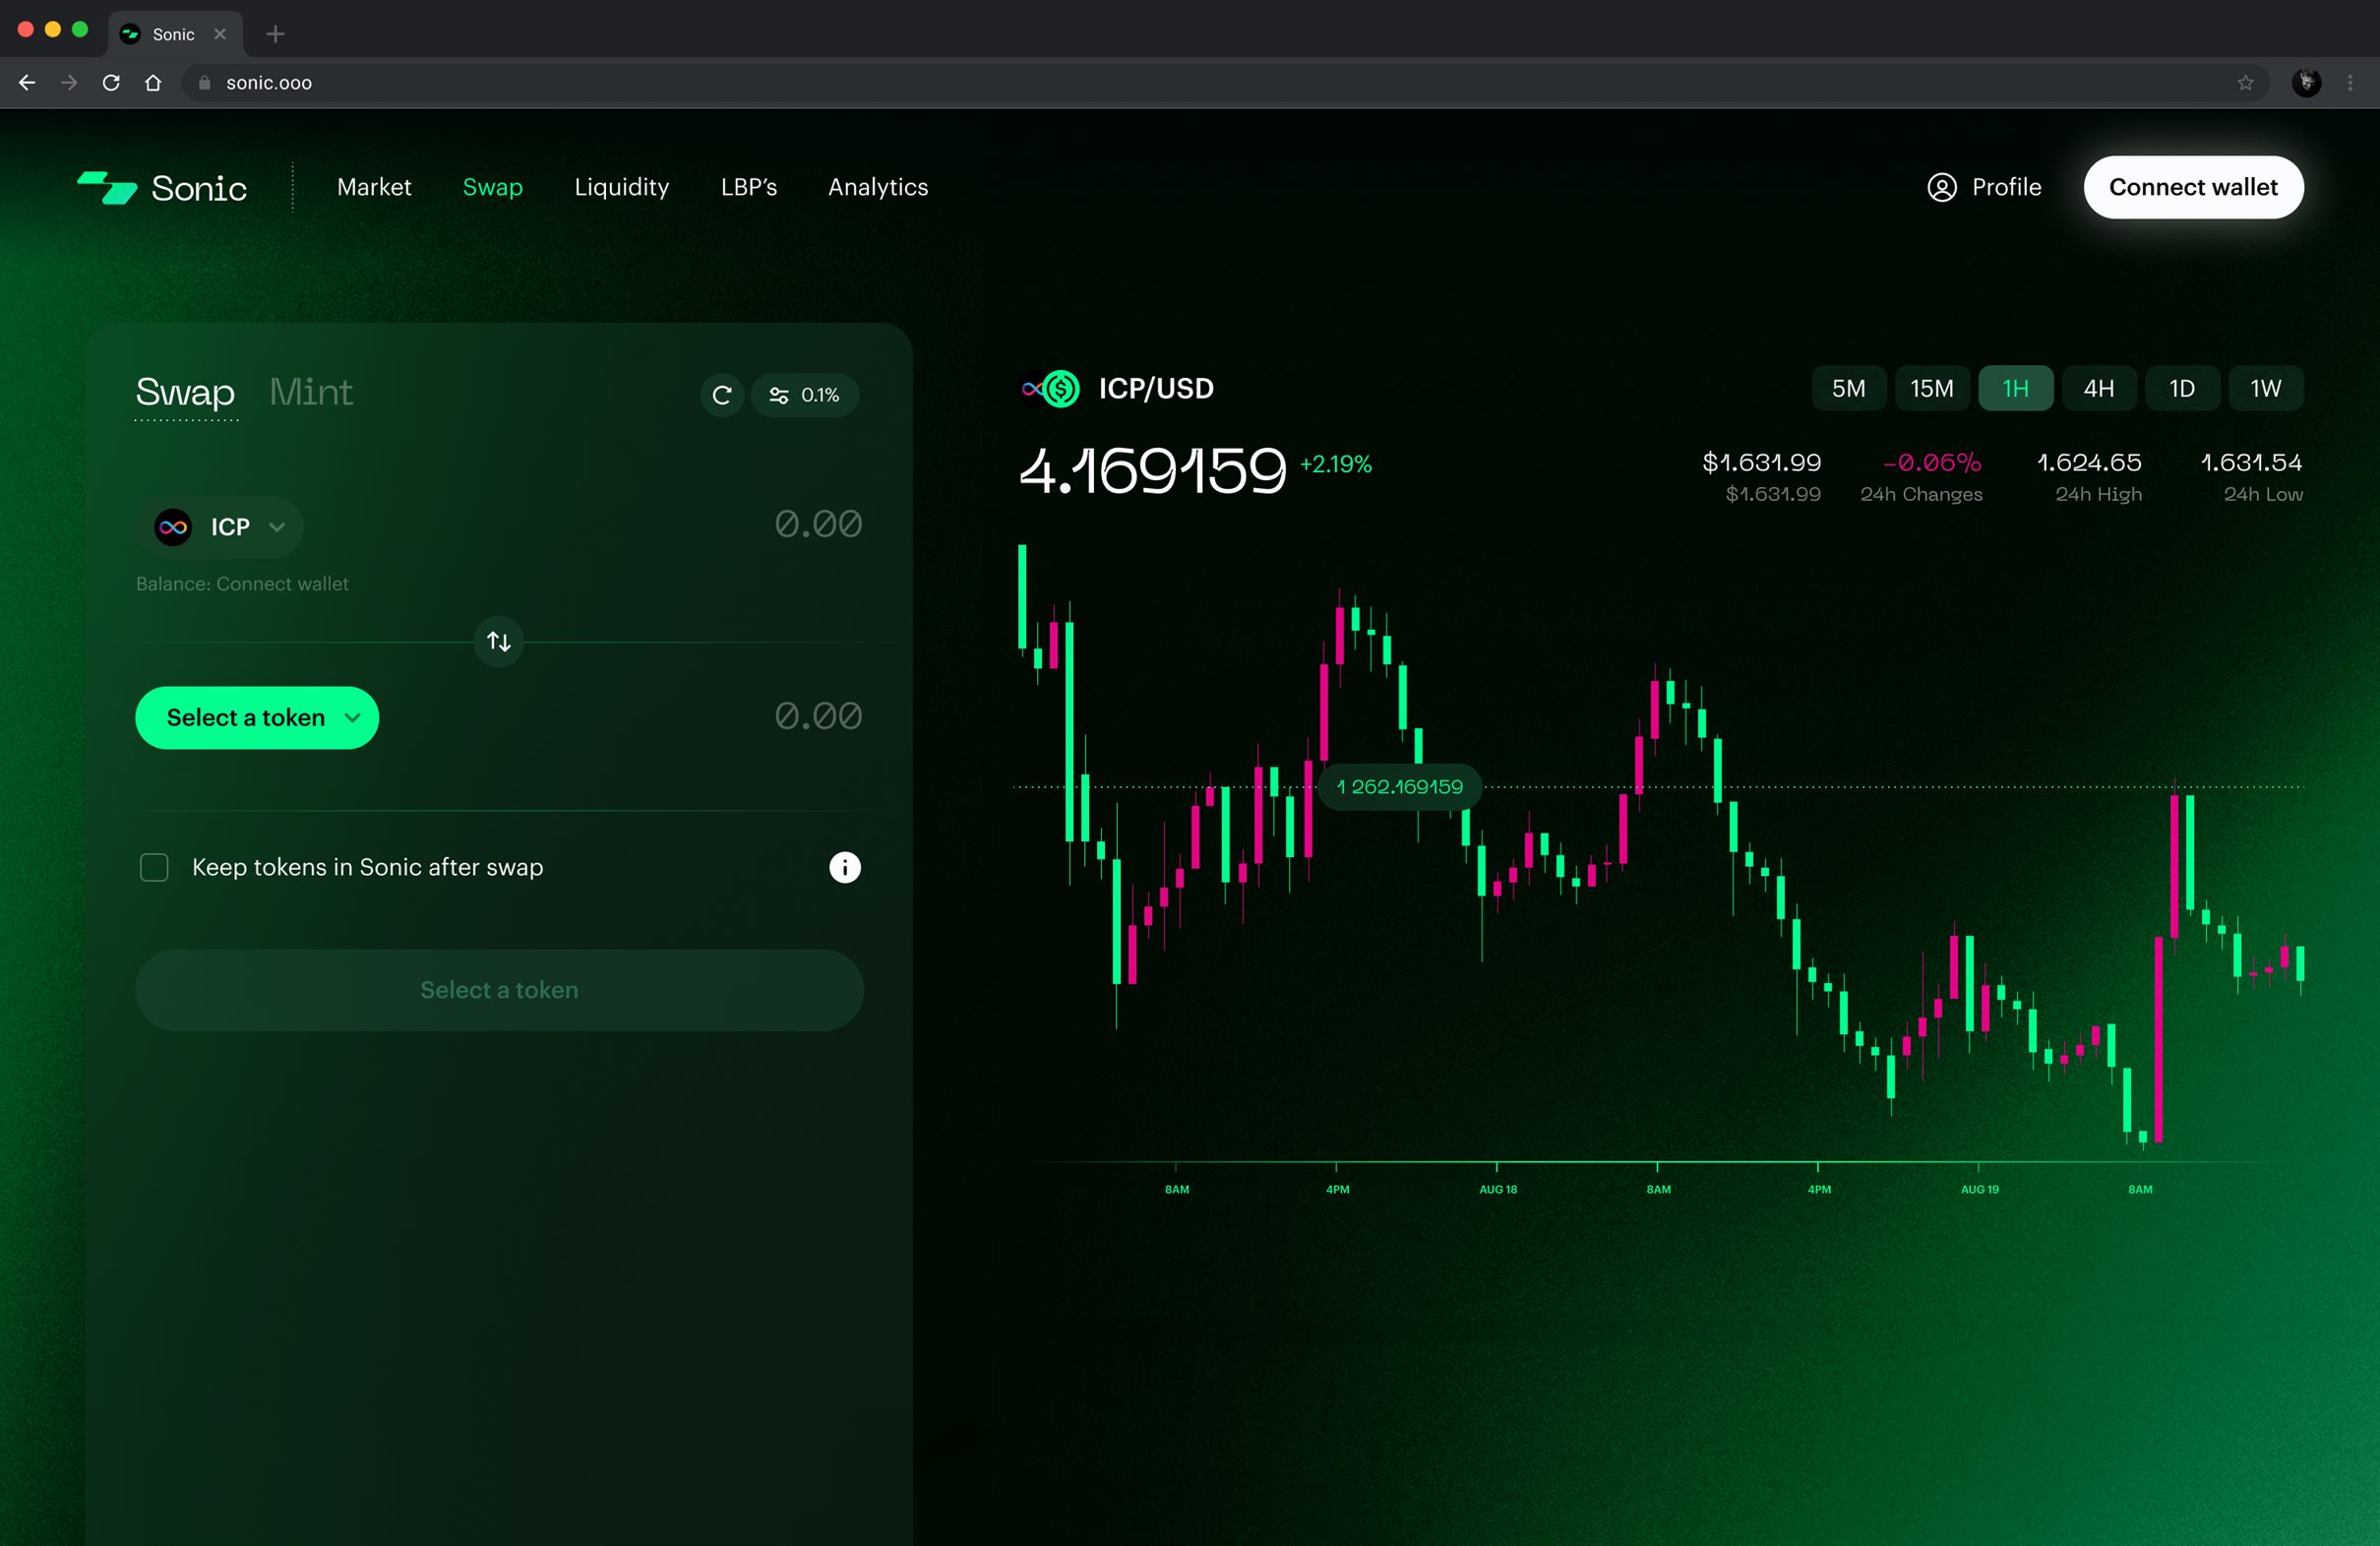 Sonic
sonic.ooo
Sonic
Market
Swap
Liquidity
LBP’s
Analytics
Profile
Connect wallet
Swap
Mint
0.1%
ICP
0.00
Balance: Connect wallet
Select a token
0.00
Keep tokens in Sonic after swap
Select a token
ICP/USD
5M
15M
1H
4H
1D
1W
4.169159
+2.19%
$1.631.99
$1.631.99
-0.06%
24h Changes
1.624.65
24h High
1.631.54
24h Low
1 262.169159
8AM
4PM
AUG 18
8AM
4PM
AUG 19
8AM